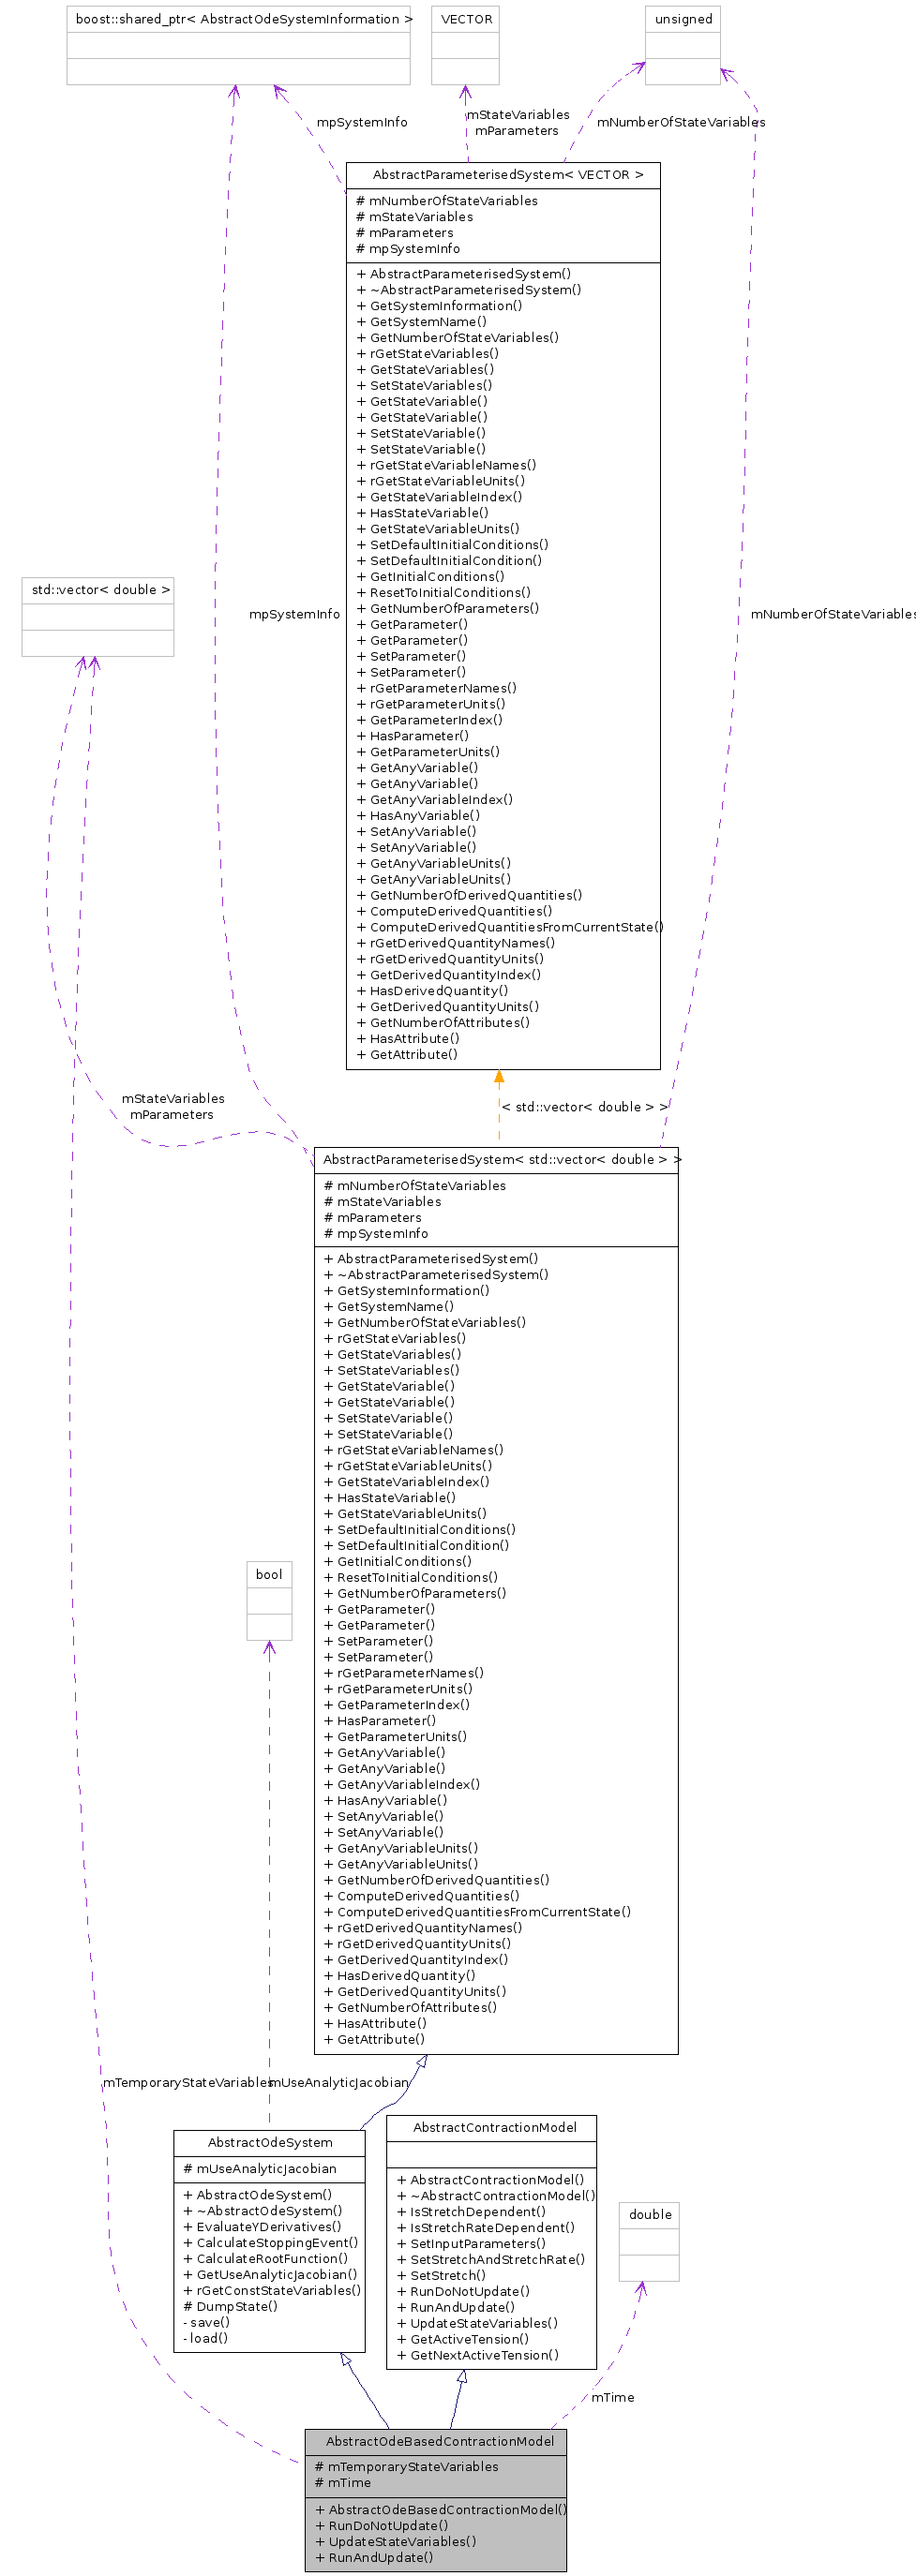 boost::shared_ptr< AbstractOdeSystemInformation >
VECTOR
unsigned
mpSystemInfo
mStateVariables
mParameters
mNumberOfStateVariables
AbstractParameterisedSystem< VECTOR >
# mNumberOfStateVariables
# mStateVariables
# mParameters
# mpSystemInfo
+ AbstractParameterisedSystem()
+ ~AbstractParameterisedSystem()
+ GetSystemInformation()
+ GetSystemName()
+ GetNumberOfStateVariables()
+ rGetStateVariables()
+ GetStateVariables()
+ SetStateVariables()
+ GetStateVariable()
+ GetStateVariable()
+ SetStateVariable()
+ SetStateVariable()
+ rGetStateVariableNames()
+ rGetStateVariableUnits()
+ GetStateVariableIndex()
+ HasStateVariable()
+ GetStateVariableUnits()
+ SetDefaultInitialConditions()
+ SetDefaultInitialCondition()
+ GetInitialConditions()
+ ResetToInitialConditions()
+ GetNumberOfParameters()
+ GetParameter()
+ GetParameter()
+ SetParameter()
+ SetParameter()
+ rGetParameterNames()
+ rGetParameterUnits()
+ GetParameterIndex()
+ HasParameter()
+ GetParameterUnits()
+ GetAnyVariable()
+ GetAnyVariable()
+ GetAnyVariableIndex()
+ HasAnyVariable()
+ SetAnyVariable()
+ SetAnyVariable()
+ GetAnyVariableUnits()
+ GetAnyVariableUnits()
+ GetNumberOfDerivedQuantities()
+ ComputeDerivedQuantities()
+ ComputeDerivedQuantitiesFromCurrentState()
+ rGetDerivedQuantityNames()
+ rGetDerivedQuantityUnits()
+ GetDerivedQuantityIndex()
+ HasDerivedQuantity()
+ GetDerivedQuantityUnits()
+ GetNumberOfAttributes()
+ HasAttribute()
+ GetAttribute()
std::vector< double >
mpSystemInfo
mNumberOfStateVariables
mStateVariables
mParameters
< std::vector< double > >
AbstractParameterisedSystem< std::vector< double > >
# mNumberOfStateVariables
# mStateVariables
# mParameters
# mpSystemInfo
+ AbstractParameterisedSystem()
+ ~AbstractParameterisedSystem()
+ GetSystemInformation()
+ GetSystemName()
+ GetNumberOfStateVariables()
+ rGetStateVariables()
+ GetStateVariables()
+ SetStateVariables()
+ GetStateVariable()
+ GetStateVariable()
+ SetStateVariable()
+ SetStateVariable()
+ rGetStateVariableNames()
+ rGetStateVariableUnits()
+ GetStateVariableIndex()
+ HasStateVariable()
+ GetStateVariableUnits()
+ SetDefaultInitialConditions()
+ SetDefaultInitialCondition()
+ GetInitialConditions()
+ ResetToInitialConditions()
+ GetNumberOfParameters()
+ GetParameter()
+ GetParameter()
+ SetParameter()
+ SetParameter()
+ rGetParameterNames()
+ rGetParameterUnits()
+ GetParameterIndex()
+ HasParameter()
+ GetParameterUnits()
+ GetAnyVariable()
+ GetAnyVariable()
+ GetAnyVariableIndex()
+ HasAnyVariable()
+ SetAnyVariable()
+ SetAnyVariable()
+ GetAnyVariableUnits()
+ GetAnyVariableUnits()
+ GetNumberOfDerivedQuantities()
+ ComputeDerivedQuantities()
+ ComputeDerivedQuantitiesFromCurrentState()
+ rGetDerivedQuantityNames()
+ rGetDerivedQuantityUnits()
+ GetDerivedQuantityIndex()
+ HasDerivedQuantity()
+ GetDerivedQuantityUnits()
+ GetNumberOfAttributes()
+ HasAttribute()
+ GetAttribute()
bool
mTemporaryStateVariables
mUseAnalyticJacobian
AbstractOdeSystem
# mUseAnalyticJacobian
+ AbstractOdeSystem()
+ ~AbstractOdeSystem()
+ EvaluateYDerivatives()
+ CalculateStoppingEvent()
+ CalculateRootFunction()
+ GetUseAnalyticJacobian()
+ rGetConstStateVariables()
# DumpState()
- save()
- load()
AbstractContractionModel
+ AbstractContractionModel()
+ ~AbstractContractionModel()
+ IsStretchDependent()
+ IsStretchRateDependent()
+ SetInputParameters()
+ SetStretchAndStretchRate()
+ SetStretch()
+ RunDoNotUpdate()
+ RunAndUpdate()
+ UpdateStateVariables()
+ GetActiveTension()
+ GetNextActiveTension()
double
mTime
AbstractOdeBasedContractionModel
# mTemporaryStateVariables
# mTime
+ AbstractOdeBasedContractionModel()
+ RunDoNotUpdate()
+ UpdateStateVariables()
+ RunAndUpdate()